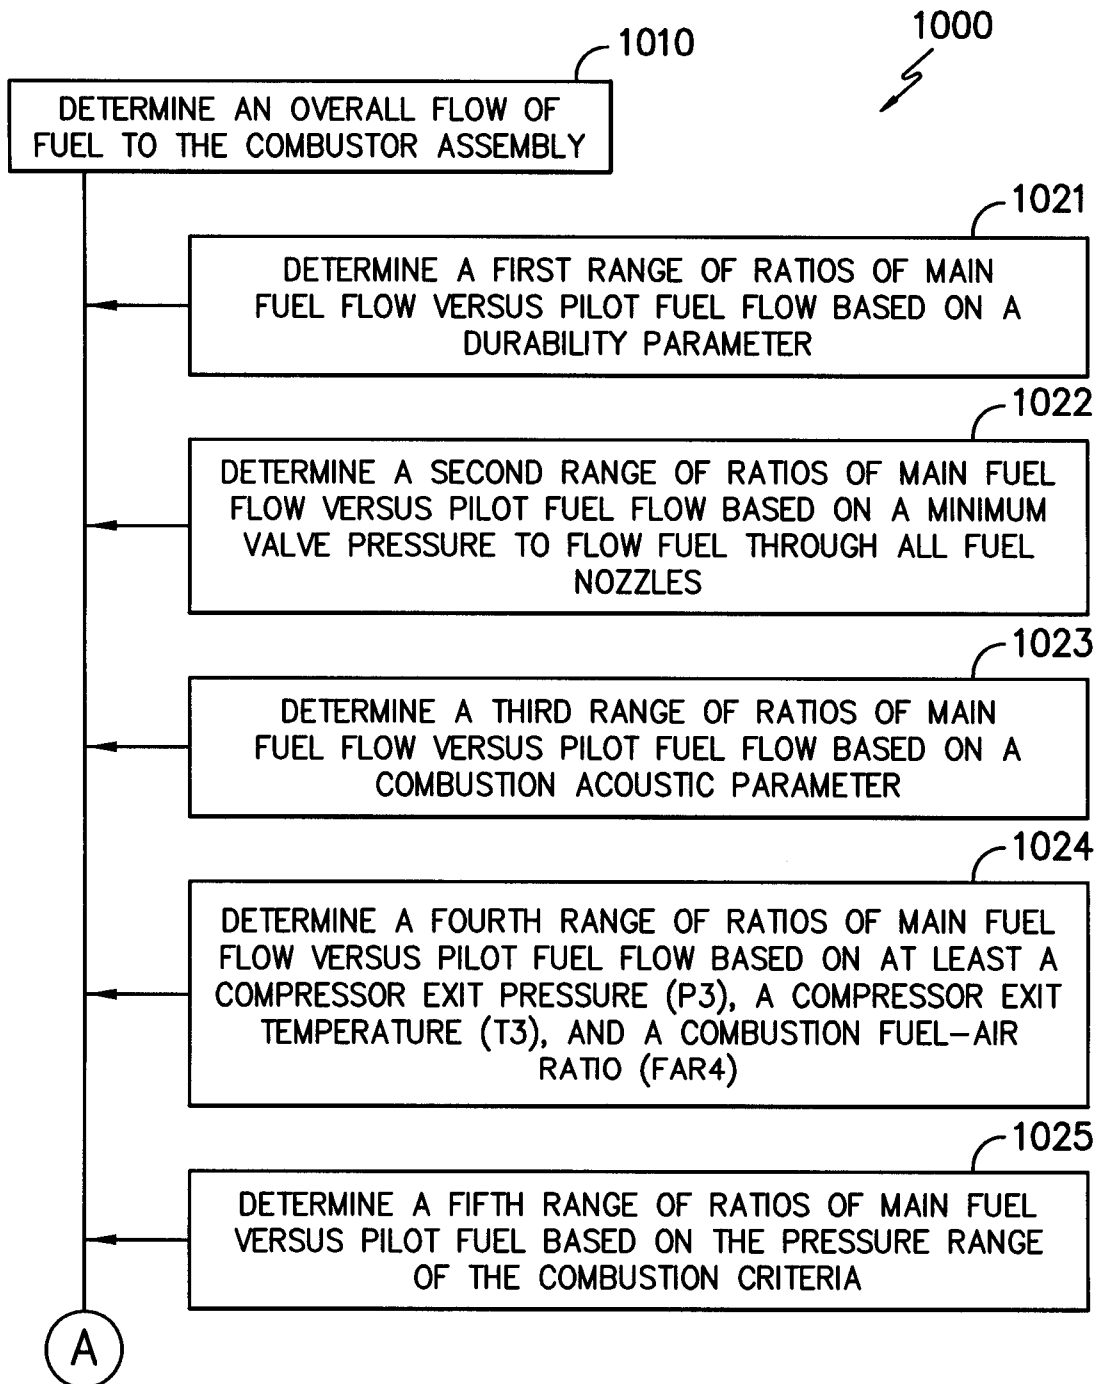 1000
1010
DETERMINE AN OVERALL FLOW OF
FUEL TO THE COMBUSTOR ASSEMBLY
1021
DETERMINE A FIRST RANGE OF RATIOS OF MAIN
FUEL FLOW VERSUS PILOT FUEL FLOW BASED ON A
DURABILITY PARAMETER
1022
DETERMINE A SECOND RANGE OF RATIOS OF MAIN FUEL
FLOW VERSUS PILOT FUEL FLOW BASED ON A MINIMUM
VALVE PRESSURE TO FLOW FUEL THROUGH ALL FUEL
NOZZLES
1023
DETERMINE A THIRD RANGE OF RATIOS OF MAIN
FUEL FLOW VERSUS PILOT FUEL FLOW BASED ON A
COMBUSTION ACOUSTIC PARAMETER
1024
DETERMINE A FOURTH RANGE OF RATIOS OF MAIN FUEL
FLOW VERSUS PILOT FUEL FLOW BASED ON AT LEAST A
COMPRESSOR EXIT PRESSURE (P3), A COMPRESSOR EXIT
TEMPERATURE (T3), AND A COMBUSTION FUEL-AIR
RATIO (FAR4)
1025
DETERMINE A FIFTH RANGE OF RATIOS OF MAIN FUEL
VERSUS PILOT FUEL BASED ON THE PRESSURE RANGE
OF THE COMBUSTION CRITERIA
A